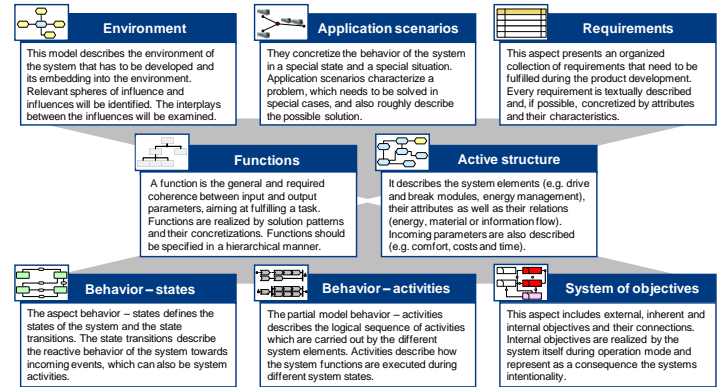 Environment
This model describes the environment of
the system that has to be developed and
its embedding into the environment.
Relevant spheres of influence and
influences will be identified. The interplays
between the influences will be examined.
Application scenarios
They concretize the behavior of the system
in a special state and a special situation.
Application scenarios characterize a
problem, which needs to be solved in
special cases, and also roughly describe
the possible solution.
Requirements
This aspect presents an organized
collection of requirements that need to be
fulfilled during the product development.
Every requirement is textually described
and, if possible, concretized by attributes
and their characteristics.
Functions
A function is the general and required
coherence between input and output
parameters, aiming at fulfilling a task.
Functions are realized by solution patterns
and their concretizations. Functions should
be specified in a hierarchical manner.
Active structure
It describes the system elements (e.g. drive
and break modules, energy management),
their attributes as well as their relations
(energy, material or information flow).
Incoming parameters are also described
(e.g. comfort, costs and time).
Behavior – states
The aspect behavior – states defines the
states of the system and the state
transitions. The state transitions describe
the reactive behavior of the system towards
incoming events, which can also be system
activities.
Behavior – activities
The partial model behavior – activities
describes the logical sequence of activities
which are carried out by the different
system elements. Activities describe how
the system functions are executed during
different system states.
System of objectives
This aspect includes external, inherent and
internal objectives and their connections.
Internal objectives are realized by the
system itself during operation mode and
represent as a consequence the systems
intentionality.